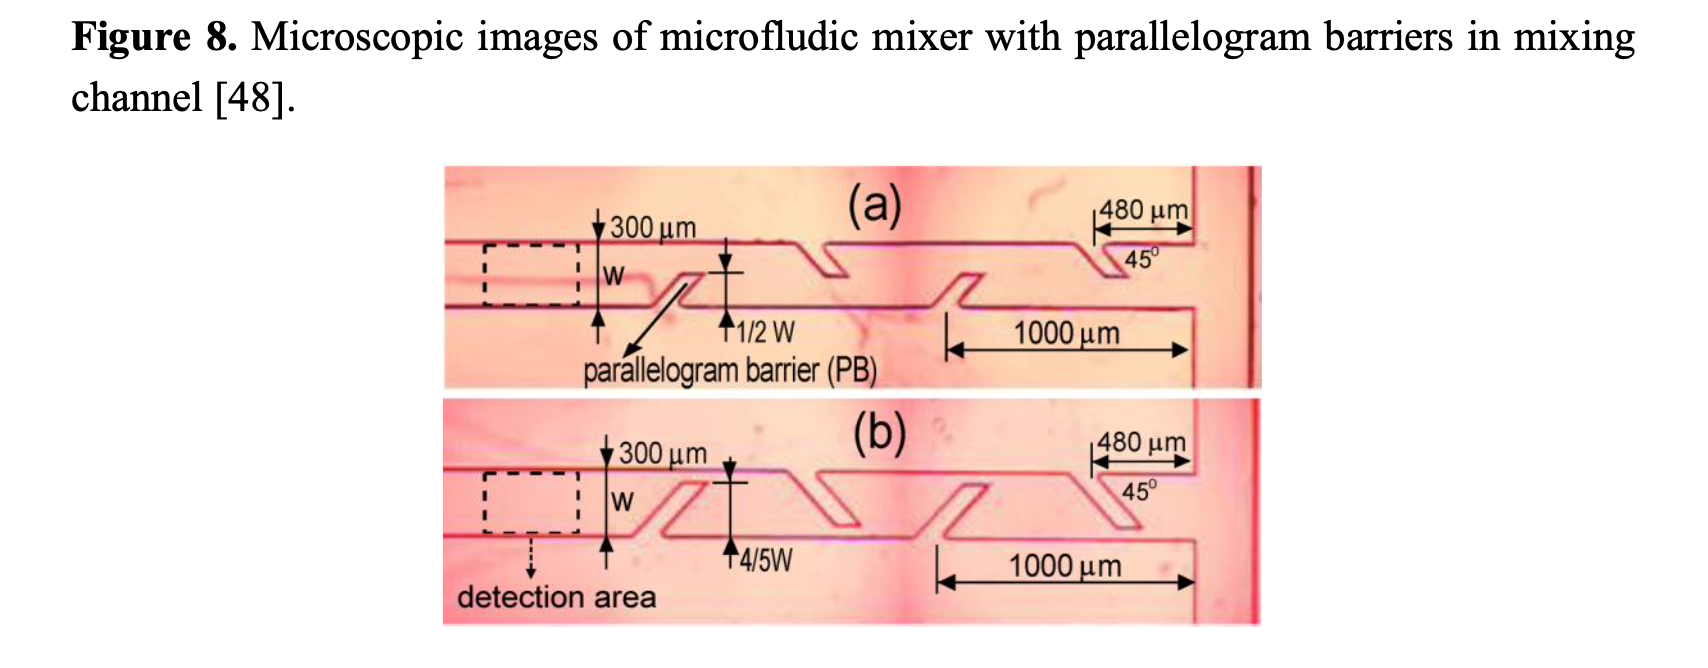 Figure 8. Microscopic images of microfludic mixer with parallelogram barriers in mixing
channel [48].
(a)
480 µm
300 µm
45°
W
1/2 W
1000 µm
parallelogram barrier (PB)
(b)
480 µm
300 µm
45°
W
4/5W
1000 µm
detection area